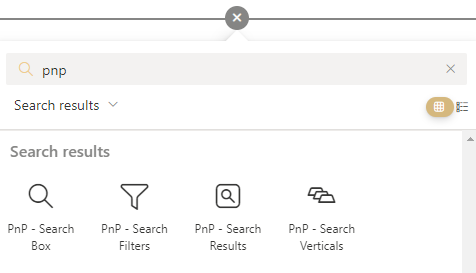 pnp
Search results
Search results
PnP - Search
Box
PnP - Search
Filters
PnP - Search
Results
PnP - Search
Verticals